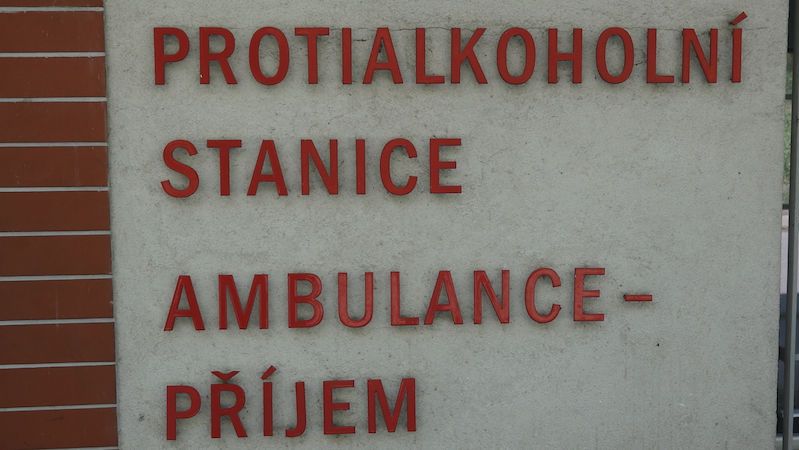 PROTIALKOHOLNÍ
STANICE
AMBULANCE –
PŘÍJEM